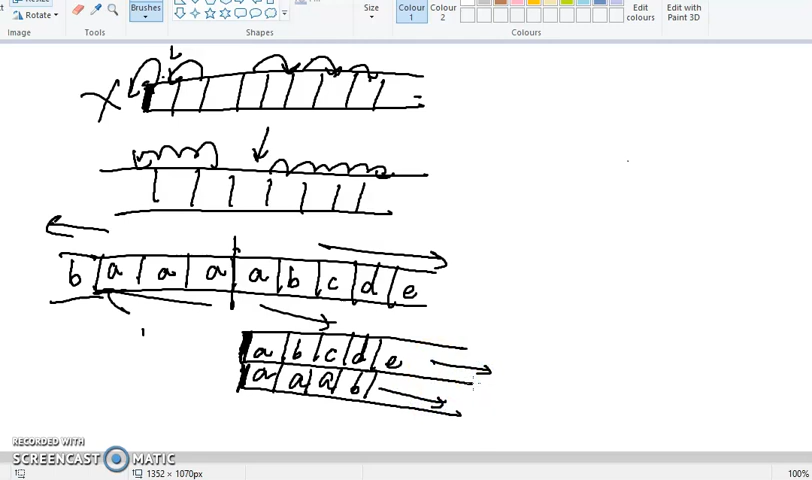 Rotate
Brushes
Size
Colour 1
Colour 2
Edit colours
Edit with Paint 3D
Image
Tools
Shapes
Colours
X
b a a a a b c d e
a b c d e
a a a b
RECORDED WITH
SCREENCAST MATIC
1352 × 1070px
100%